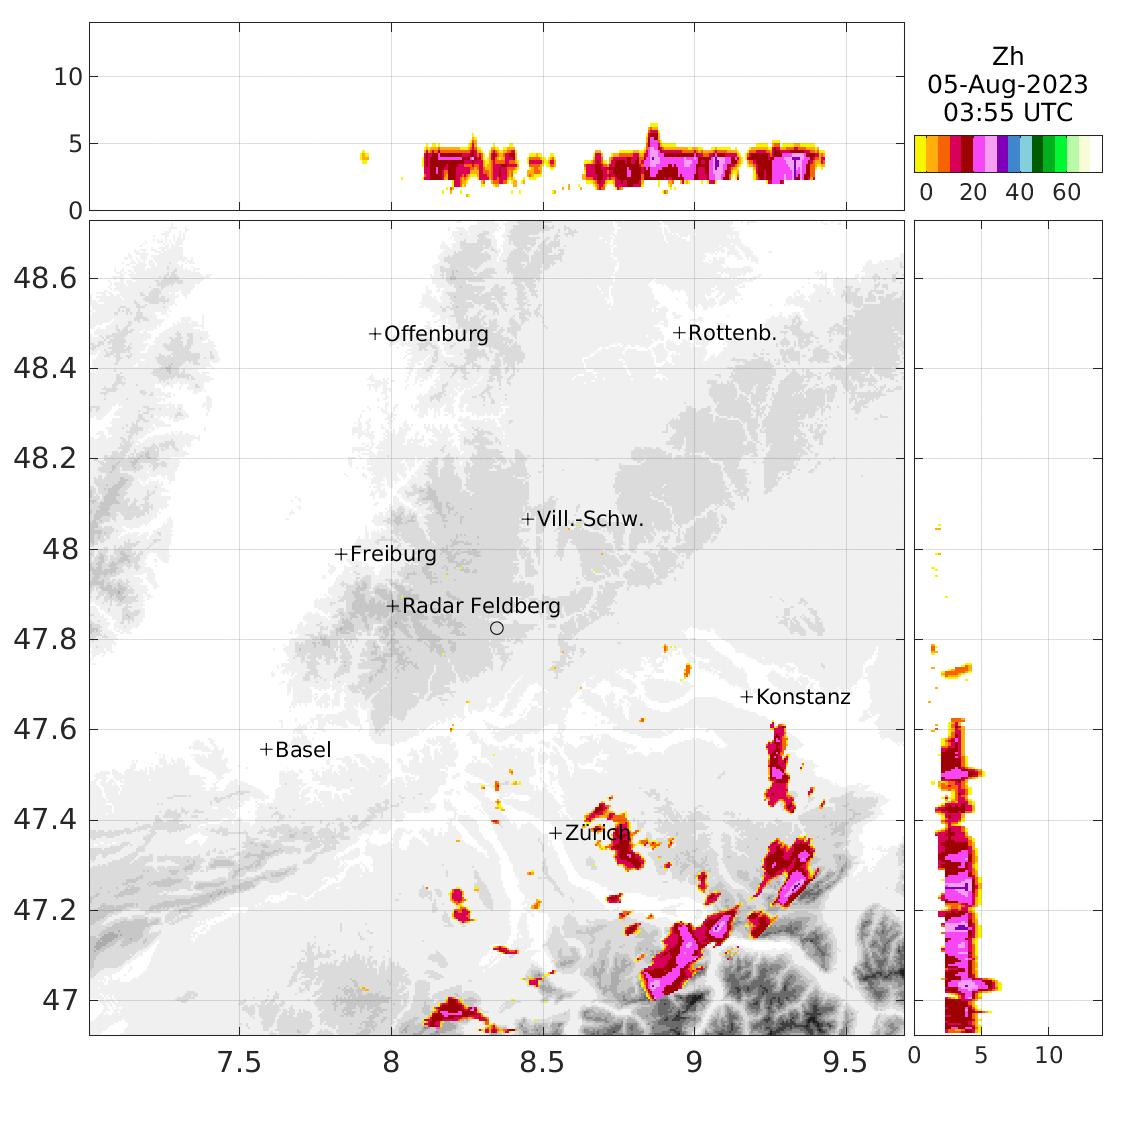 10
5
0
Zh
05-Aug-2023
03:55 UTC
0 20 40 60
48.6
48.4
48.2
48
47.8
47.6
47.4
47.2
47
Offenburg
Rottenb.
Vill.-Schw.
Freiburg
Radar Feldberg
Konstanz
Basel
Zürich
7.5 8 8.5 9 9.5
0 5 10